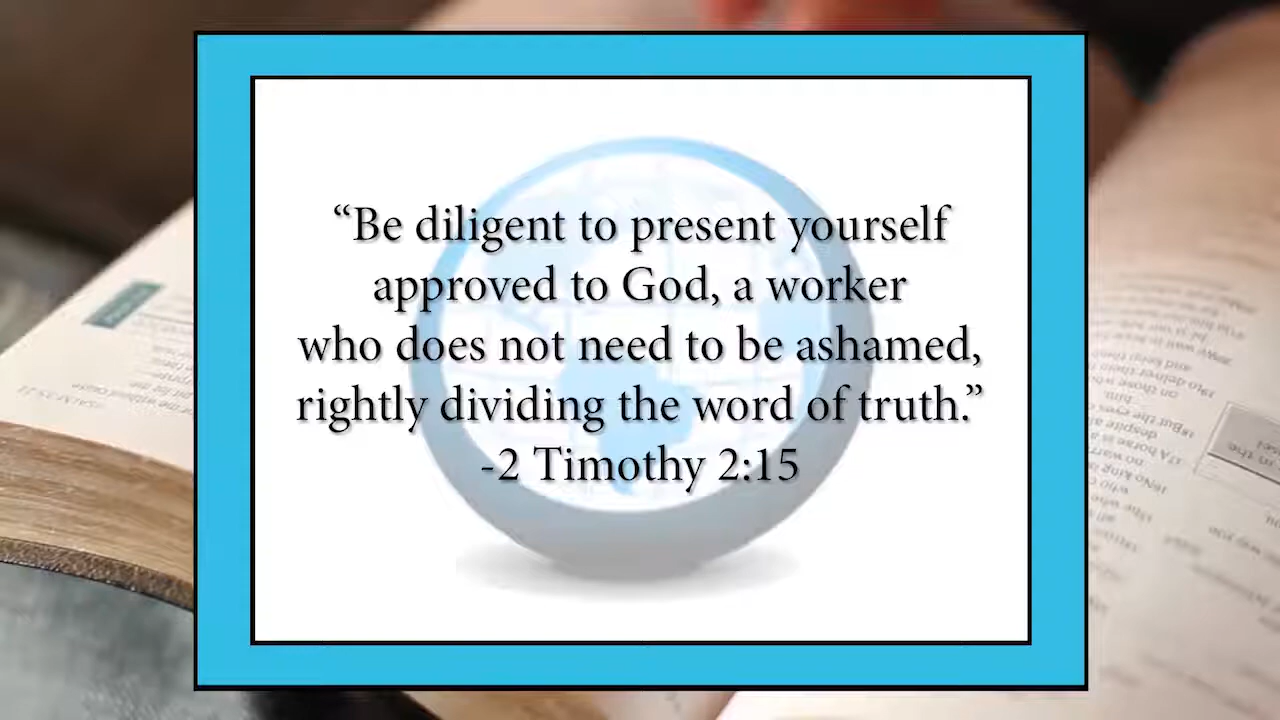 “Be diligent to present yourself
approved to God, a worker
who does not need to be ashamed,
rightly dividing the word of truth.”
-2 Timothy 2:15